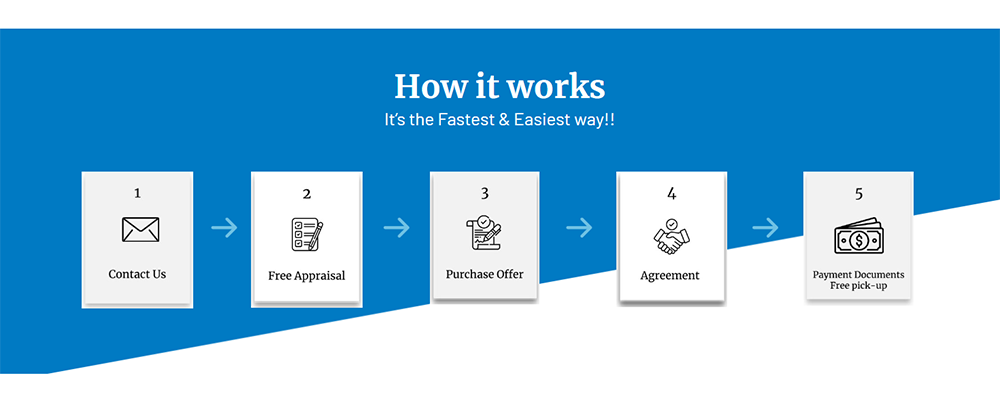 How it works
It's the Fastest & Easiest way!!
1
Contact Us
2
Free Appraisal
3
Purchase Offer
4
Agreement
5
$
Payment Documents
Free pick-up